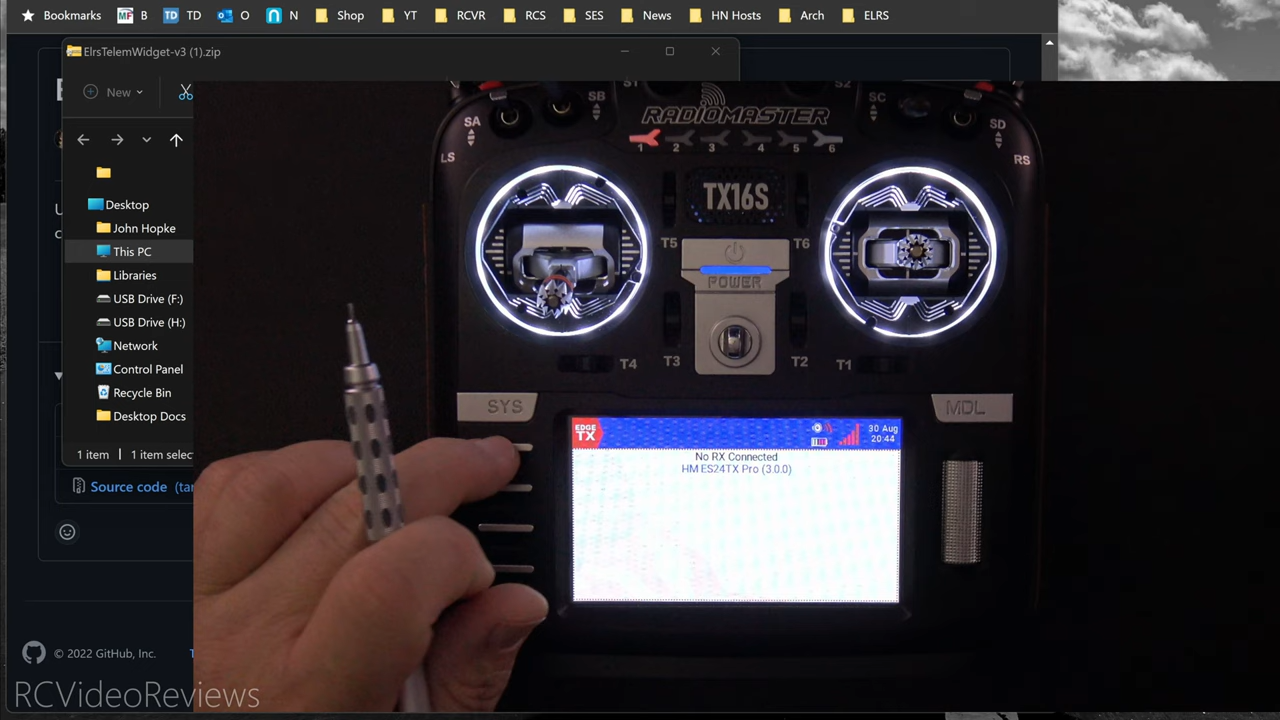 Bookmarks B TD TD O N Shop YT RCVR RCS SES News HN Hosts Arch ELRS
ElrsTelemWidget-v3 (1).zip
New
Desktop
John Hopke
This PC
Libraries
USB Drive (F:)
USB Drive (H:)
Network
Control Panel
Recycle Bin
Desktop Docs
1 item 1 item selec
Source code (tar
© 2022 GitHub, Inc.
RCVideoReviews
S1 S2
SA SB SC SD
RADIOMASTER
1 2 3 4 5 6
LS RS
TX16S
T5 T6
POWER
T4 T3 T2 T1
SYS MDL
EDGE
TX
30 Aug
20:44
No RX Connected
HM ES24TX Pro (3.0.0)